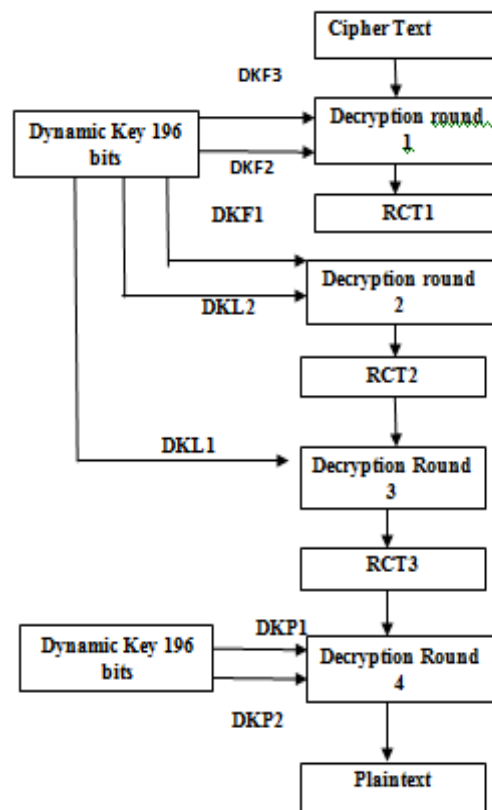 Cipher Text
DKF3
Dynamic Key 196
bits
Decryption round
1
DKF2
RCT1
DKF1
Decryption round
2
DKL2
RCT2
DKL1
Decryption Round
3
RCT3
DKP1
Dynamic Key 196
bits
Decryption Round
4
DKP2
Plaintext